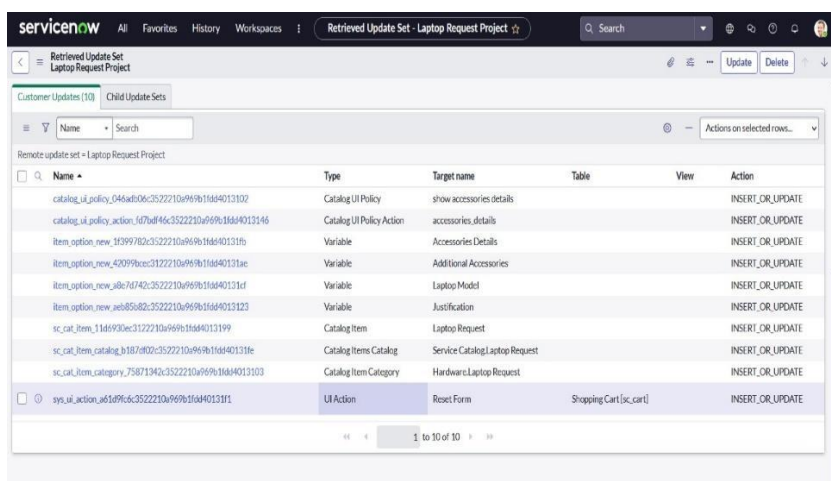 servicenow All Favorites History Workspaces Retrieved Update Set - Laptop Request Project Search
Retrieved Update Set
Laptop Request Project
Update Delete
Customer Updates (10) Child Update Sets
Name Search Actions on selected rows...
Remote update set = Laptop Request Project
Name Type Target name Table View Action
catalog_ui_policy_046adb06c3522210a969b1fdd4013102 Catalog UI Policy show accessories details INSERT_OR_UPDATE
catalog_ui_policy_action_fd7bdf46c3522210a969b1fdd4013146 Catalog UI Policy Action accessories_details INSERT_OR_UPDATE
item_option_new_1f399782c3522210a969b1fdd40131fb Variable Accessories Details INSERT_OR_UPDATE
item_option_new_42099bcec3122210a969b1fdd40131ae Variable Additional Accessories INSERT_OR_UPDATE
item_option_new_a8e7d742c3522210a969b1fdd40131cf Variable Laptop Model INSERT_OR_UPDATE
item_option_new_aeb85b82c3522210a969b1fdd4013123 Variable Justification INSERT_OR_UPDATE
sc_cat_item_11d6930ec3122210a969b1fdd4013199 Catalog Item Laptop Request INSERT_OR_UPDATE
sc_cat_item_catalog_b187df02c3522210a969b1fdd40131fe Catalog Items Catalog Service Catalog.Laptop Request INSERT_OR_UPDATE
sc_cat_item_category_75871342c3522210a969b1fdd4013103 Catalog Item Category Hardware.Laptop Request INSERT_OR_UPDATE
sys_ui_action_a61d9fc6c3522210a969b1fdd40131f1 UI Action Reset Form Shopping Cart [sc_cart] INSERT_OR_UPDATE
1 to 10 of 10